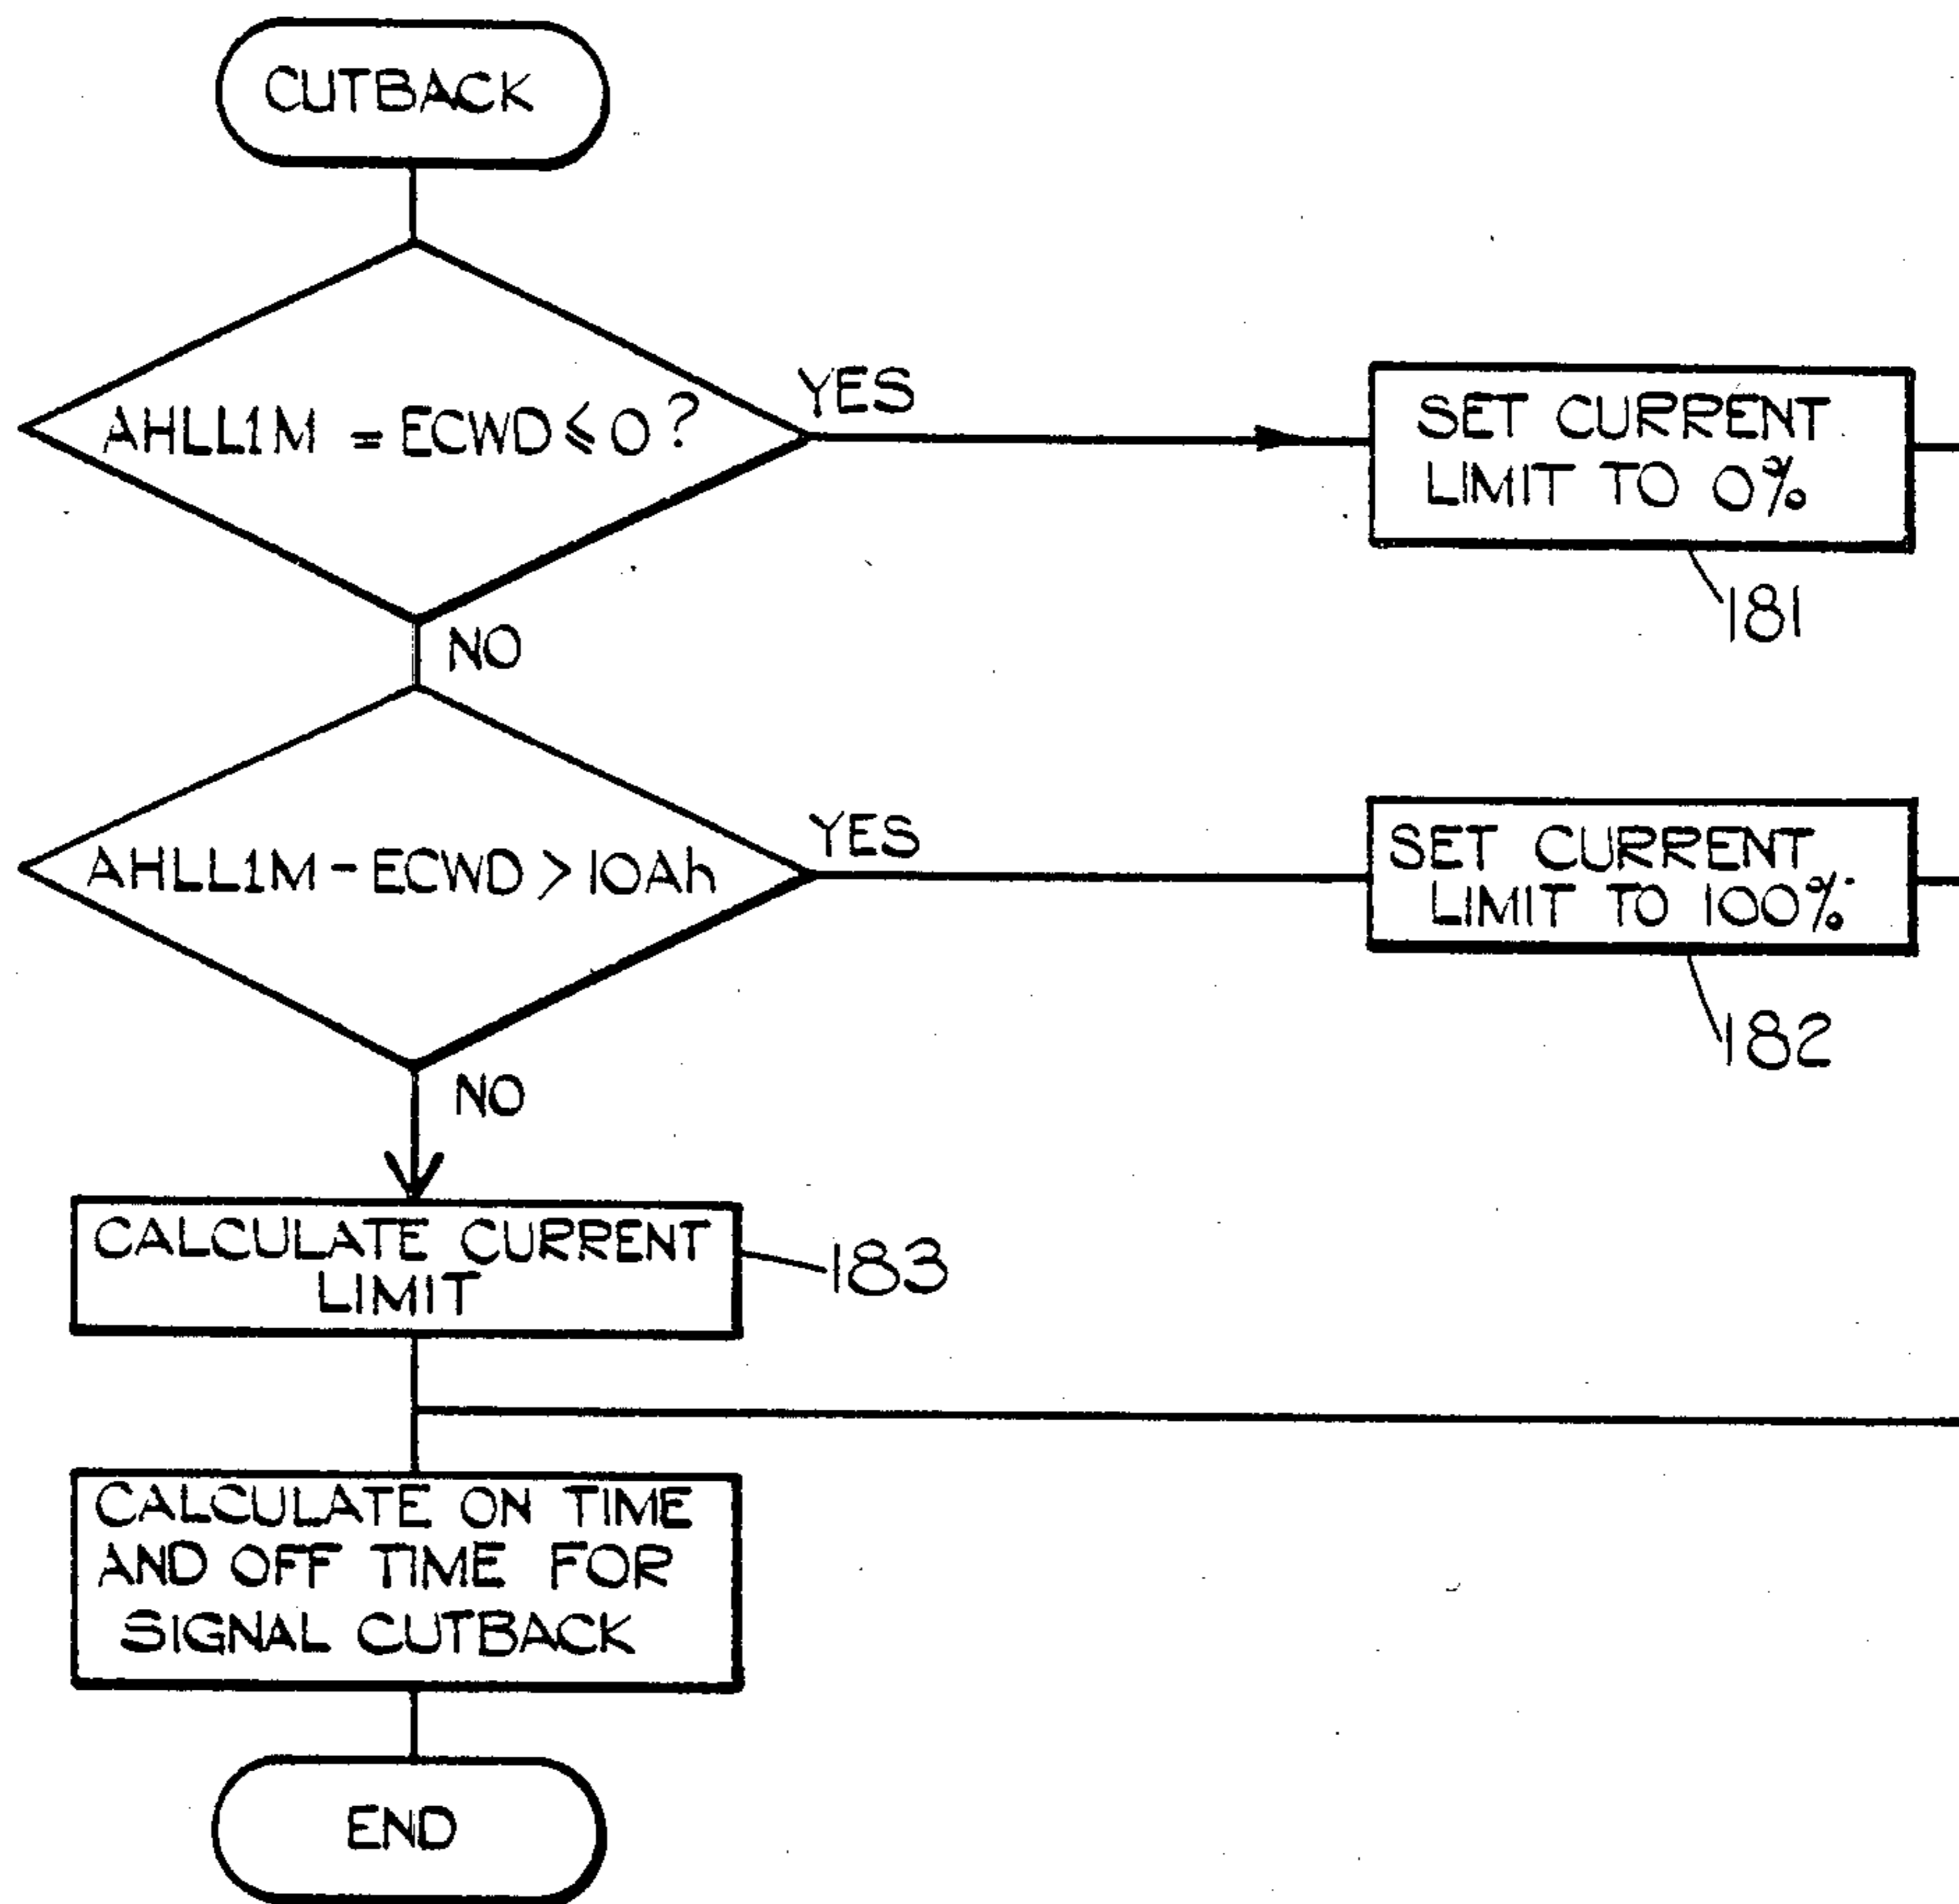 CUTBACK
AHLL1M = ECWD ≤ 0?
YES
SET CURRENT
LIMIT TO 0%
181
NO
AHLL1M - ECWD > 10Ah
YES
SET CURRENT
LIMIT TO 100%
182
NO
CALCULATE CURRENT
LIMIT
183
CALCULATE ON TIME
AND OFF TIME FOR
SIGNAL CUTBACK
END